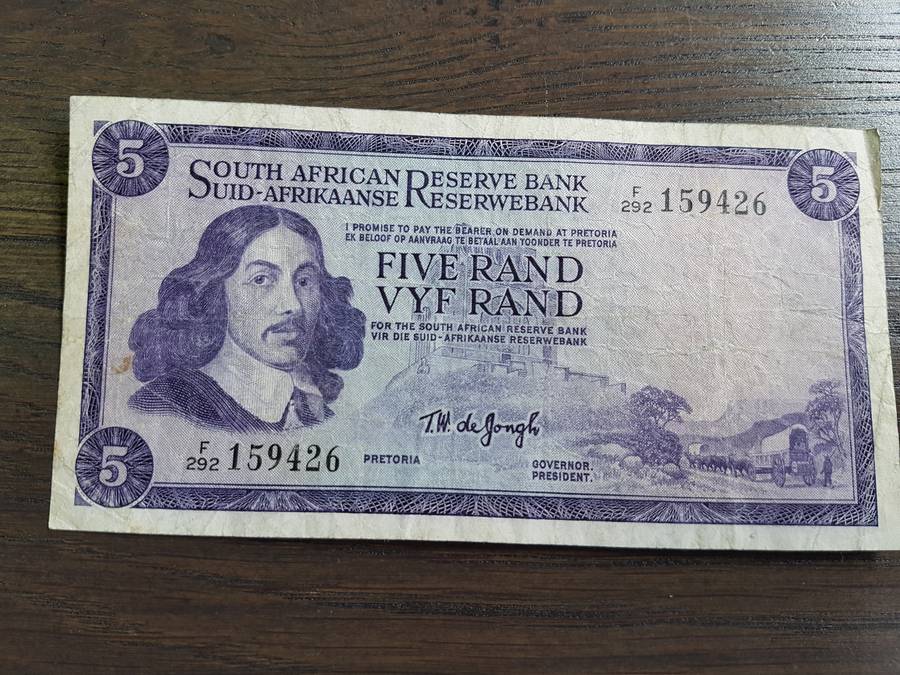 5
5
SOUTH AFRICAN RESERVE BANK
SUID-AFRIKAANSE RESERWEBANK
F
292 159426
I PROMISE TO PAY THE BEARER ON DEMAND AT PRETORIA
EK BELOOF OP AANVRAAG TE BETAAL AAN TOONDER TE PRETORIA
FIVE RAND
VYF RAND
FOR THE SOUTH AFRICAN RESERVE BANK
VIR DIE SUID-AFRIKAANSE RESERWEBANK
T.W. de Jongh
F
292 159426
PRETORIA
GOVERNOR.
PRESIDENT.
5